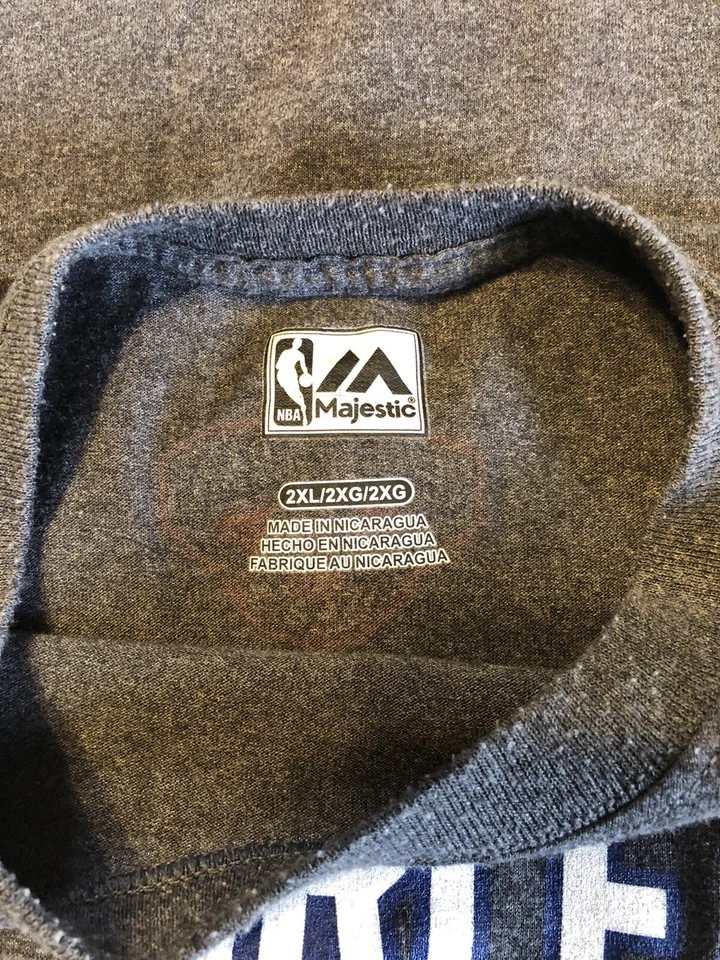 NBA
Majestic®
2XL/2XG/2XG
MADE IN NICARAGUA
HECHO EN NICARAGUA
FABRIQUE AU NICARAGUA